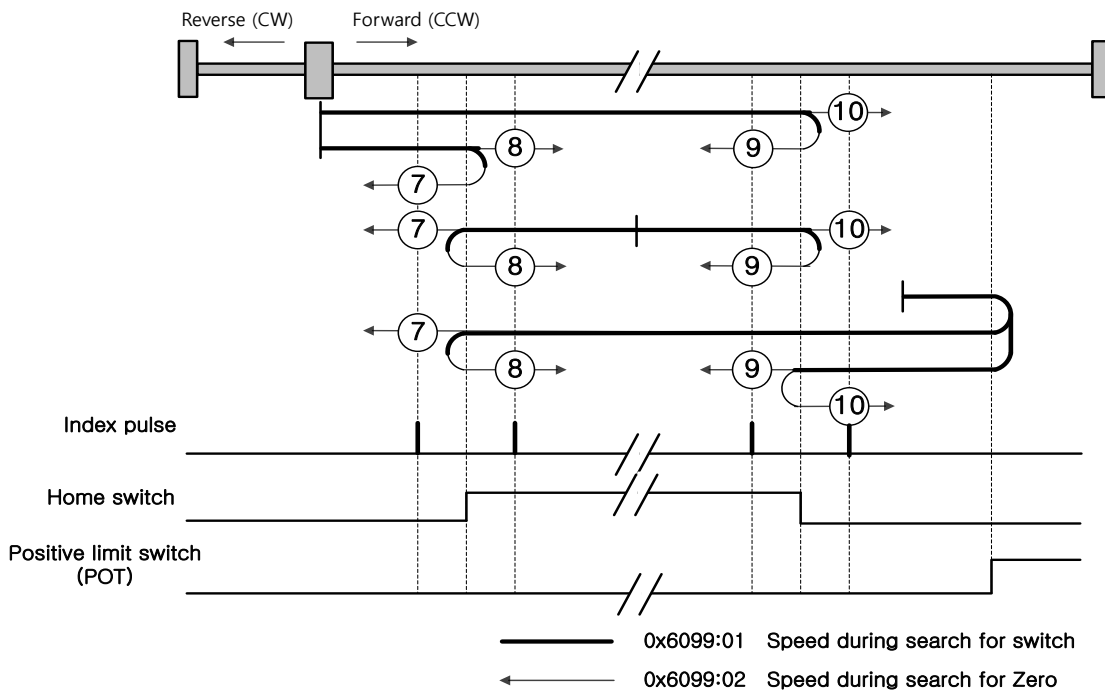 Reverse (CW) Forward (CCW)
10
8 9
7
7 10
8 9
7
8 9
10
Index pulse
Home switch
Positive limit switch
(POT)
0x6099:01 Speed during search for switch
0x6099:02 Speed during search for Zero